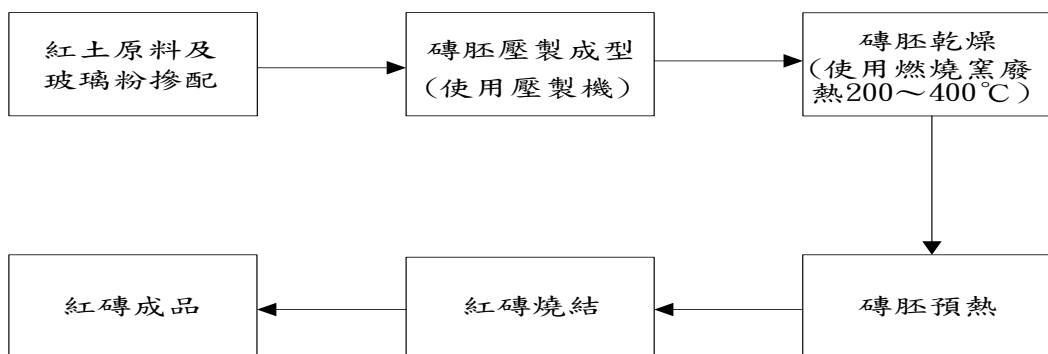 紅土原料及
玻璃粉摻配
磚胚壓製成型
(使用壓製機)
磚胚乾燥
(使用燃燒窯廢
熱200～400℃)
磚胚預熱
紅磚燒結
紅磚成品